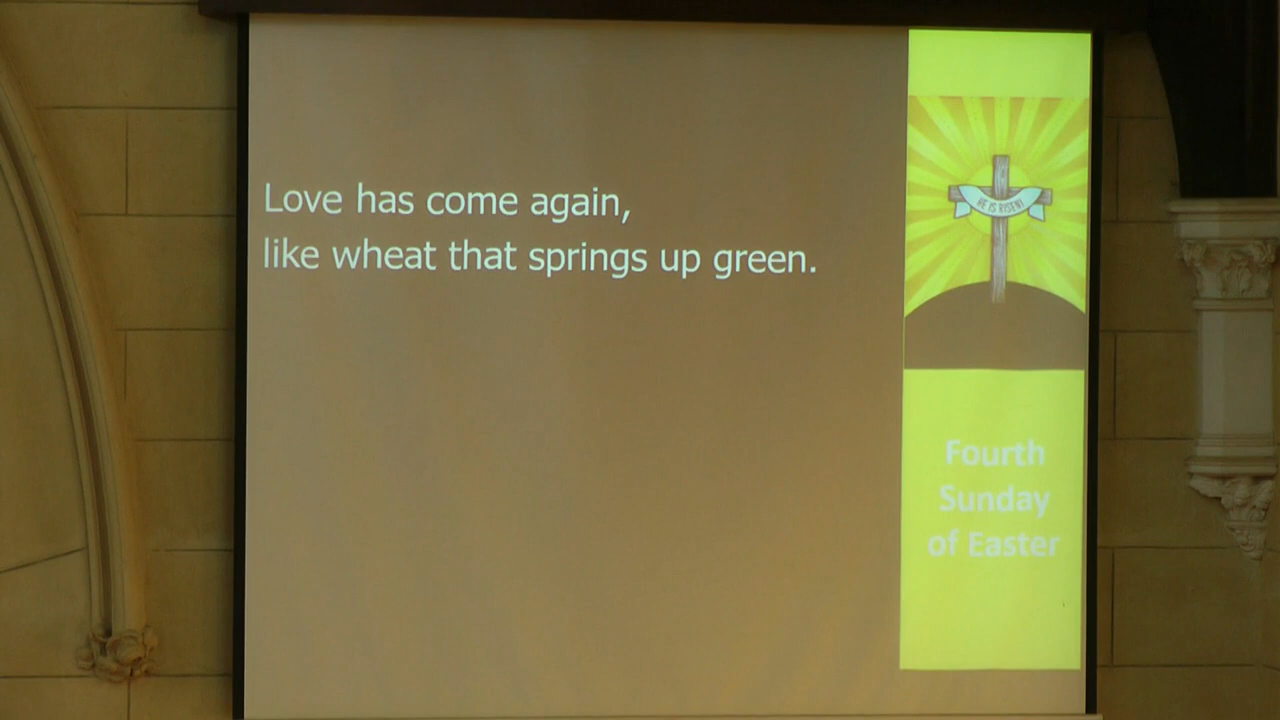 Love has come again,
like wheat that springs up green.
HE IS RISEN!
Fourth
Sunday
of Easter